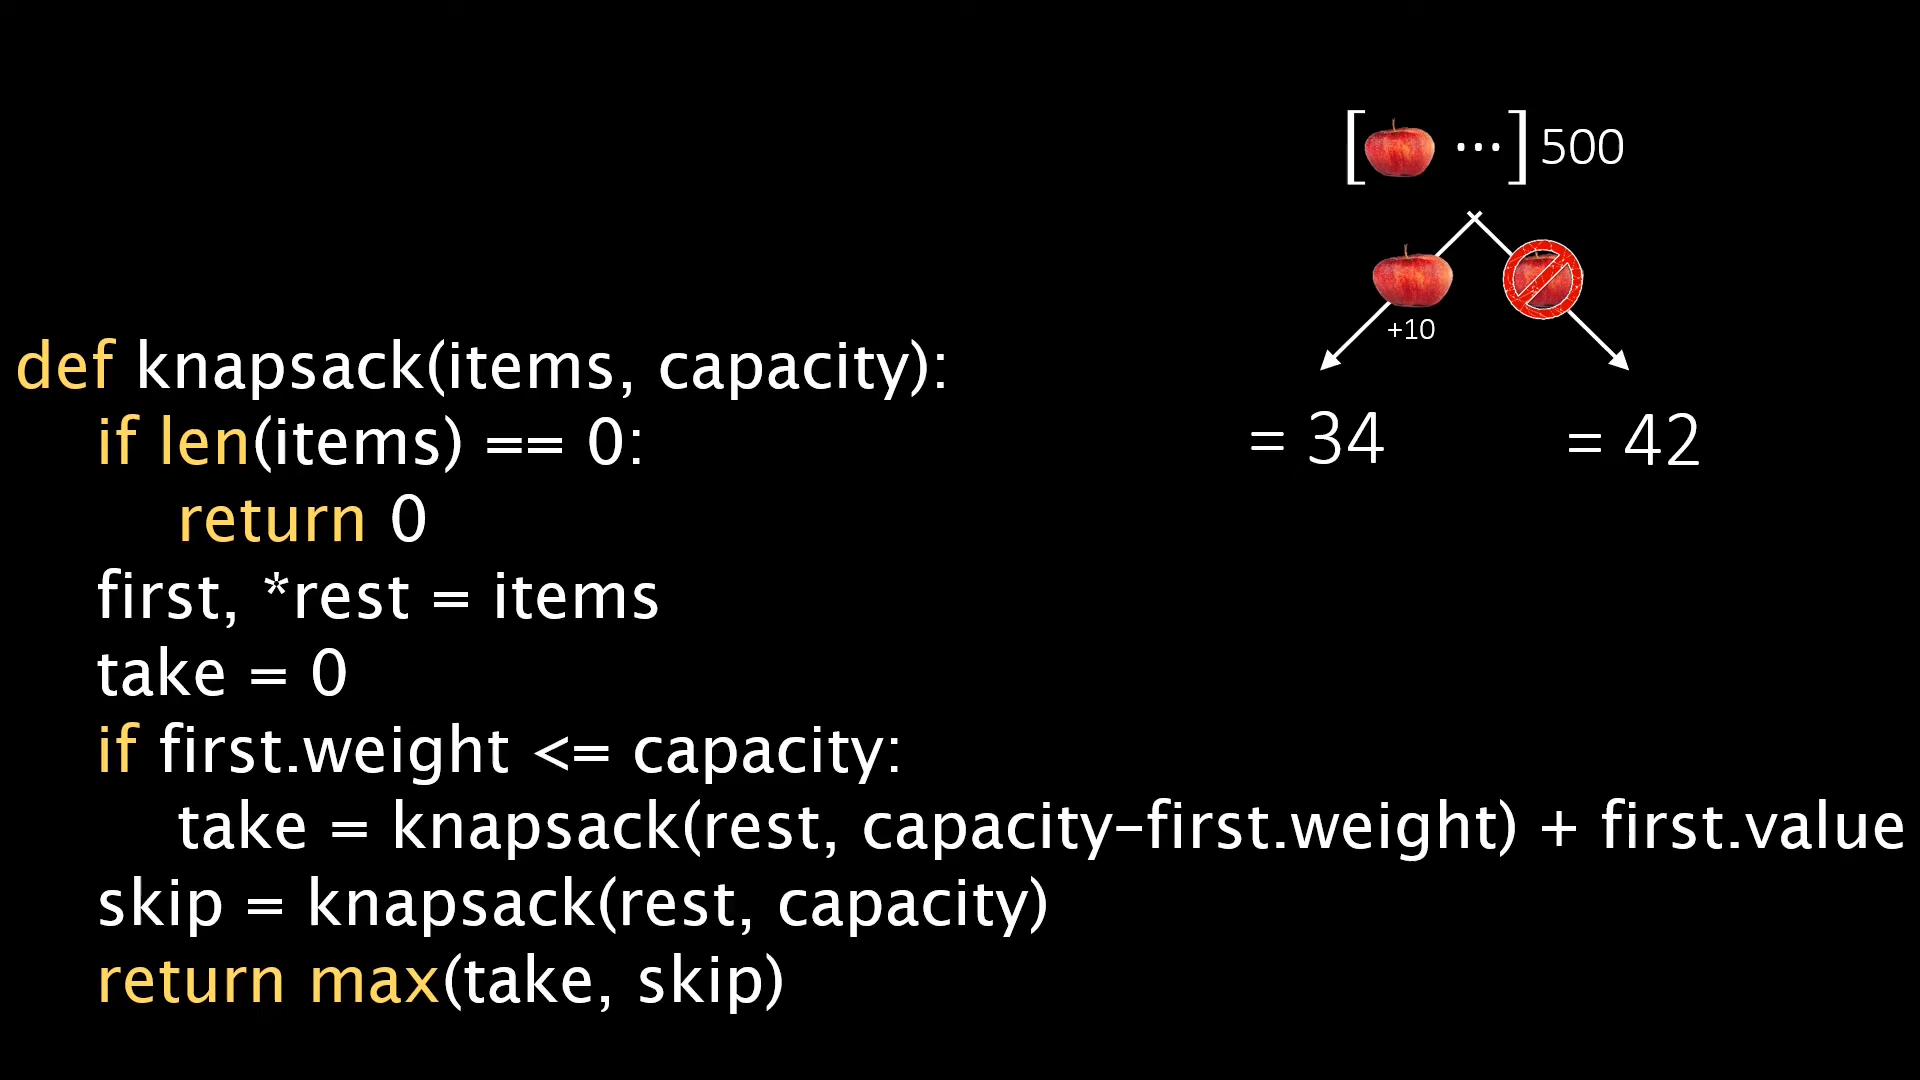 [ ...] 500
+10
= 34
= 42
def knapsack(items, capacity):
if len(items) == 0:
return 0
first, *rest = items
take = 0
if first.weight <= capacity:
take = knapsack(rest, capacity-first.weight) + first.value
skip = knapsack(rest, capacity)
return max(take, skip)